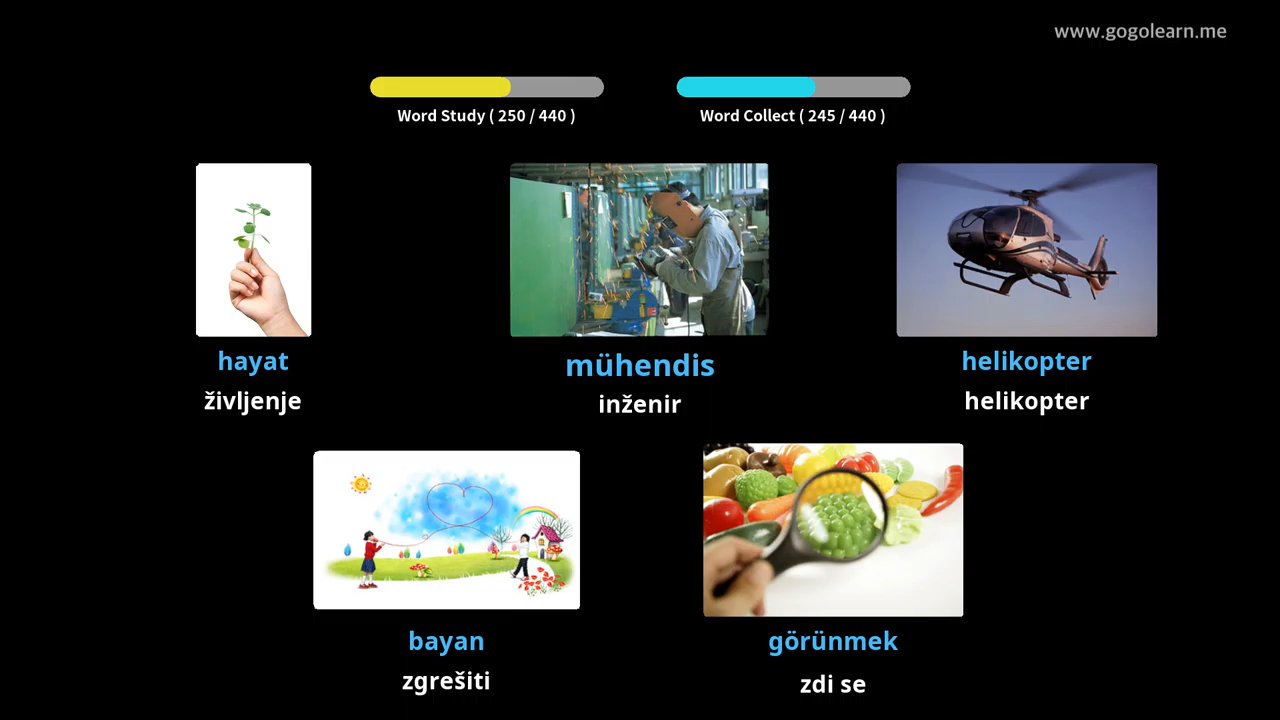 www.gogolearn.me
Word Study ( 250 / 440 )
Word Collect ( 245 / 440 )
hayat
življenje
mühendis
inženir
helikopter
helikopter
bayan
zgrešiti
görünmek
zdi se